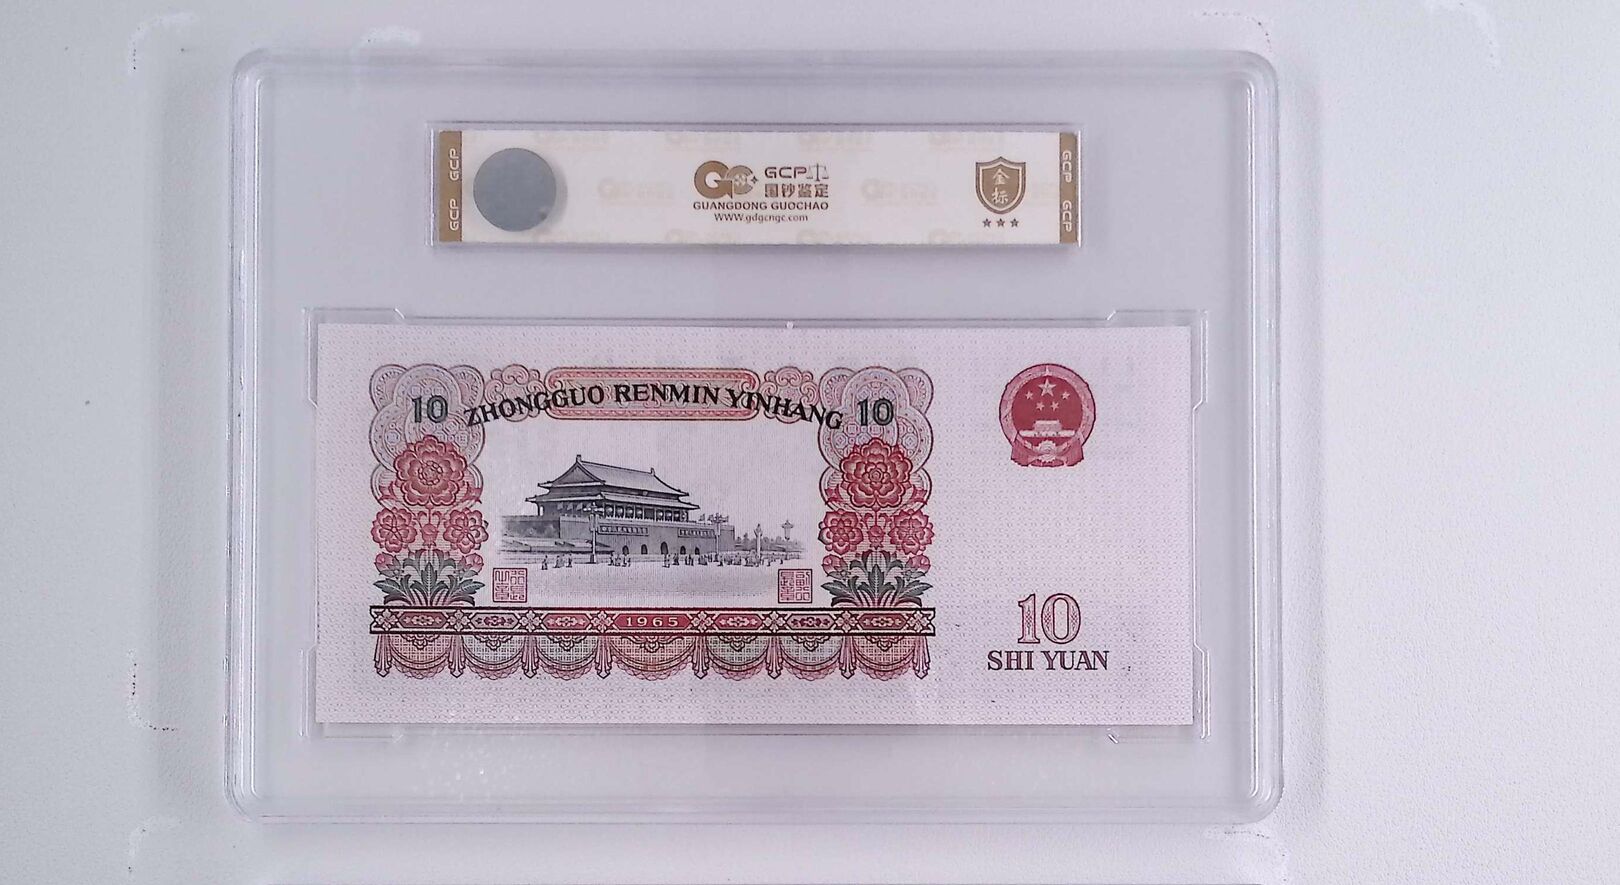 GCP GCP
GCP
国钞鉴定
GUANGDONG GUOCHAO
www.gdgcngc.com
金
标
GCP GCP
10 ZHONGGUO RENMIN YINHANG 10
1965
10
SHI YUAN